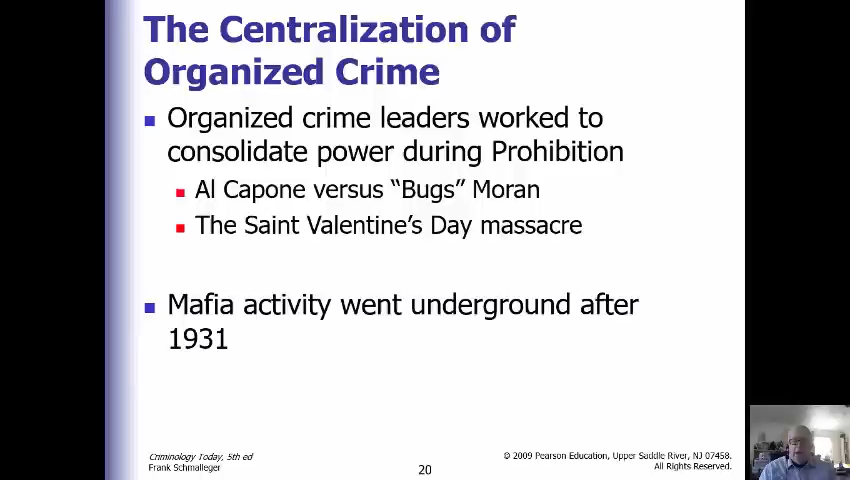 The Centralization of
Organized Crime
Organized crime leaders worked to
consolidate power during Prohibition
Al Capone versus “Bugs” Moran
The Saint Valentine’s Day massacre
Mafia activity went underground after
1931
Criminology Today, 5th ed
Frank Schmalleger
20
© 2009 Pearson Education, Upper Saddle River, NJ 07458.
All Rights Reserved.